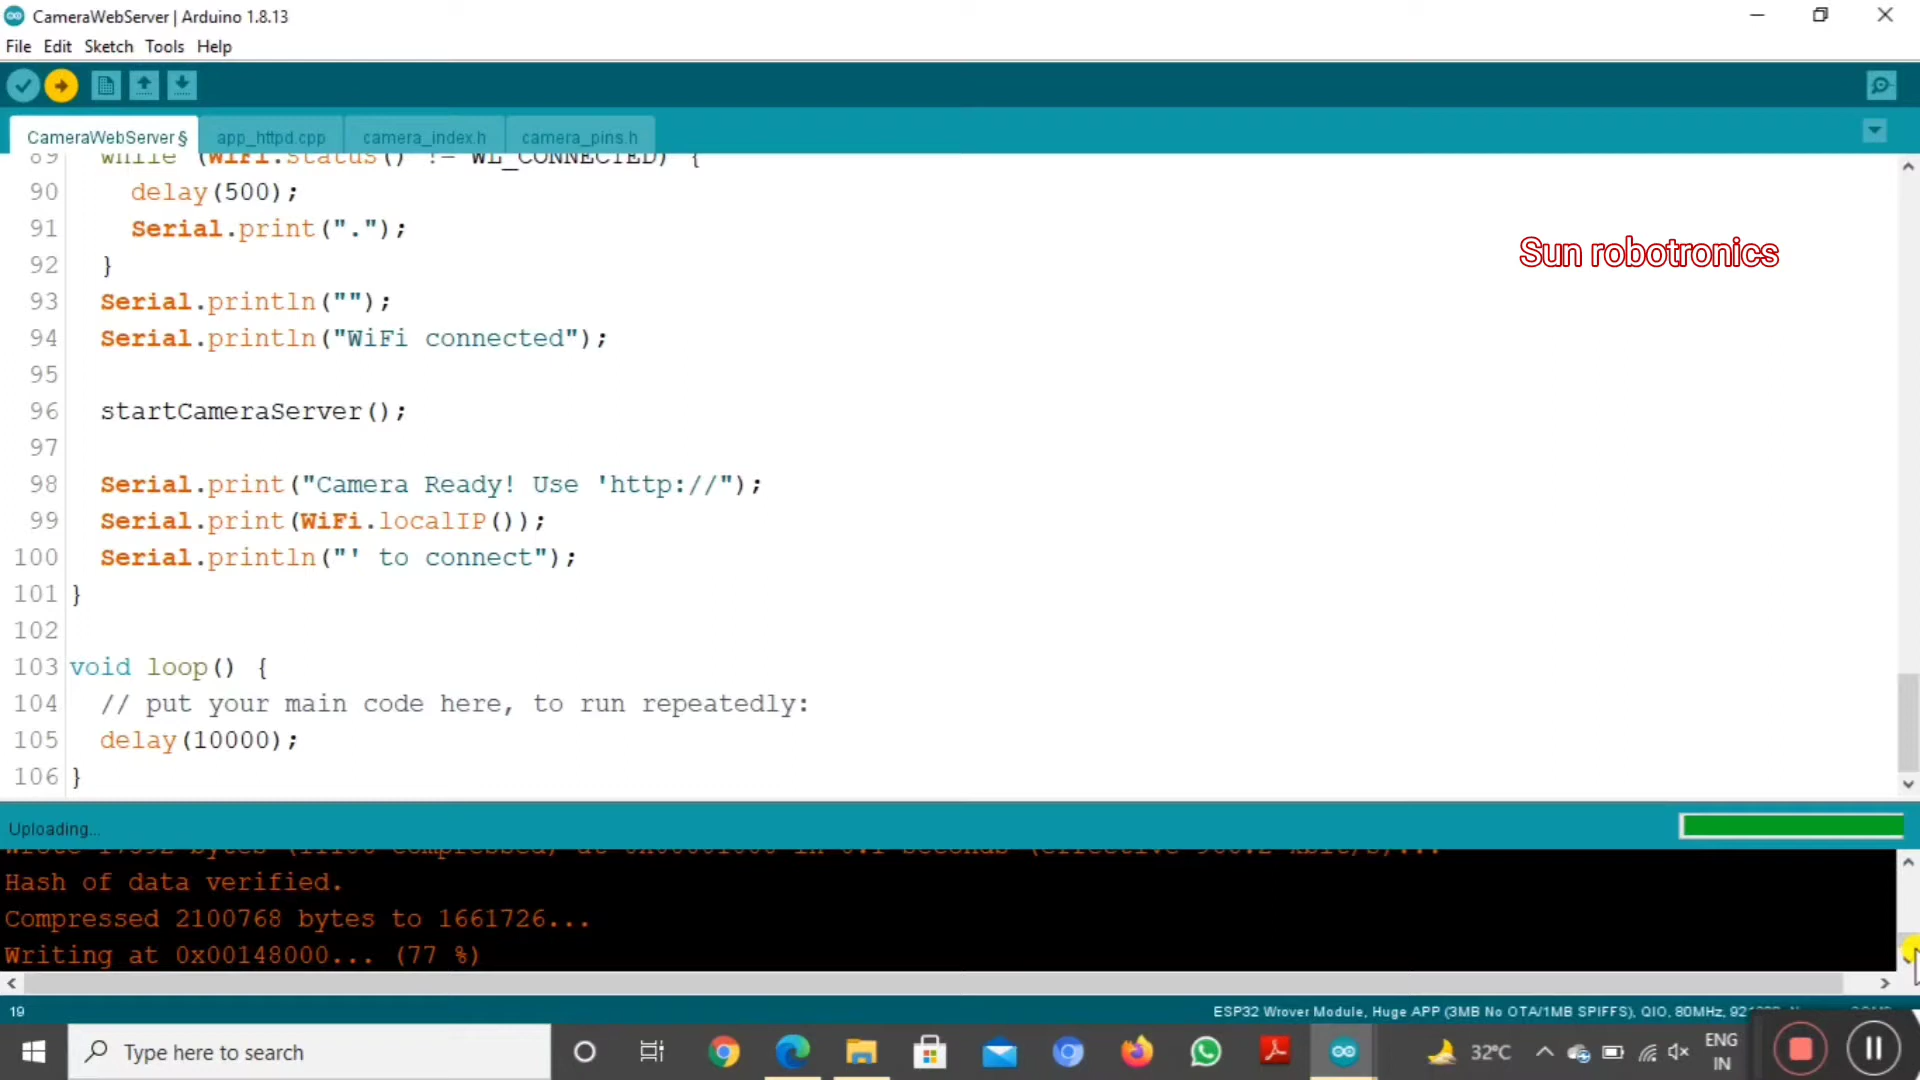 CameraWebServer | Arduino 1.8.13
File Edit Sketch Tools Help
CameraWebServer § app_httpd.cpp camera_index.h camera_pins.h
Sun robotronics
89 while (WiFi.status() != WL_CONNECTED) {
90 delay(500);
91 Serial.print(".");
92 }
93 Serial.println("");
94 Serial.println("WiFi connected");
95
96 startCameraServer();
97
98 Serial.print("Camera Ready! Use 'http://");
99 Serial.print(WiFi.localIP());
100 Serial.println("' to connect");
101 }
102
103 void loop() {
104 // put your main code here, to run repeatedly:
105 delay(10000);
106 }
Uploading...
Hash of data verified.
Compressed 2100768 bytes to 1661726...
Writing at 0x00148000... (77 %)
19
ESP32 Wrover Module, Huge APP (3MB No OTA/1MB SPIFFS), QIO, 80MHz,
Type here to search
32°C
ENG
IN